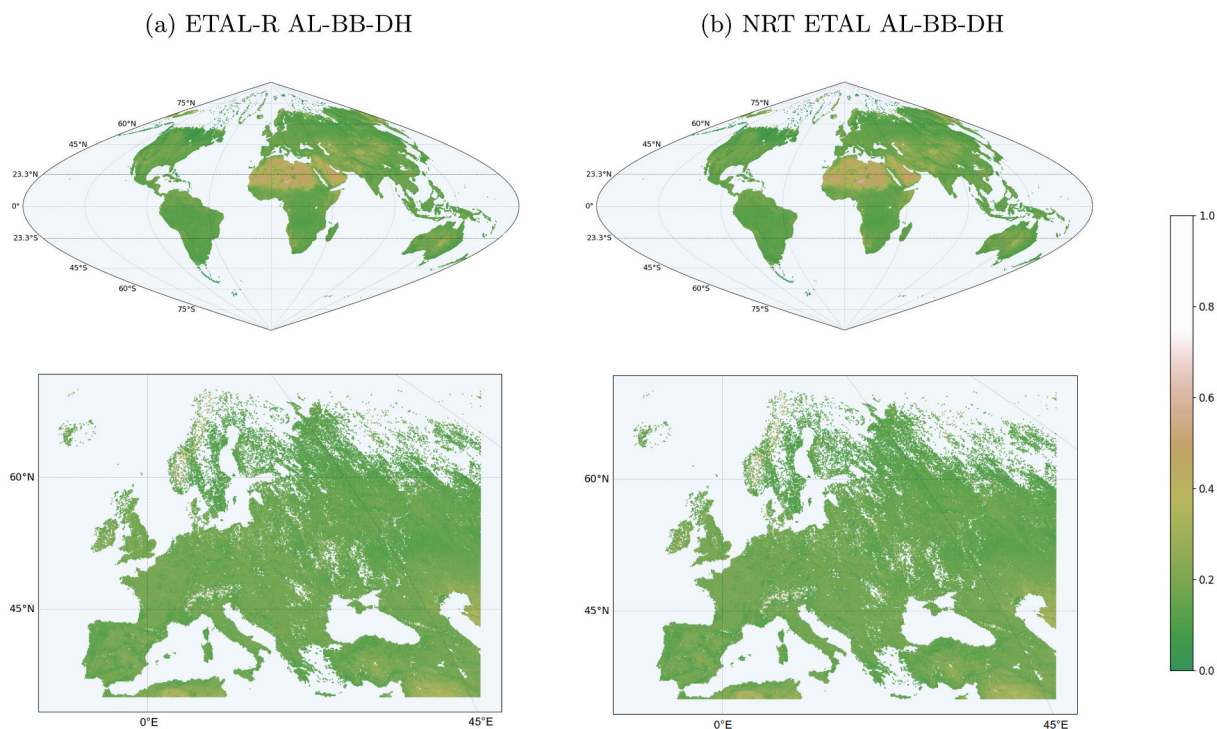 (a) ETAL-R AL-BB-DH
(b) NRT ETAL AL-BB-DH
75°N
60°N
45°N
23.3°N
0°
23.3°S
45°S
60°S
75°S
75°N
60°N
45°N
23.3°N
0°
23.3°S
45°S
60°S
75°S
60°N
45°N
0°E
45°E
60°N
45°N
0°E
45°E
1.0
0.8
0.6
0.4
0.2
0.0